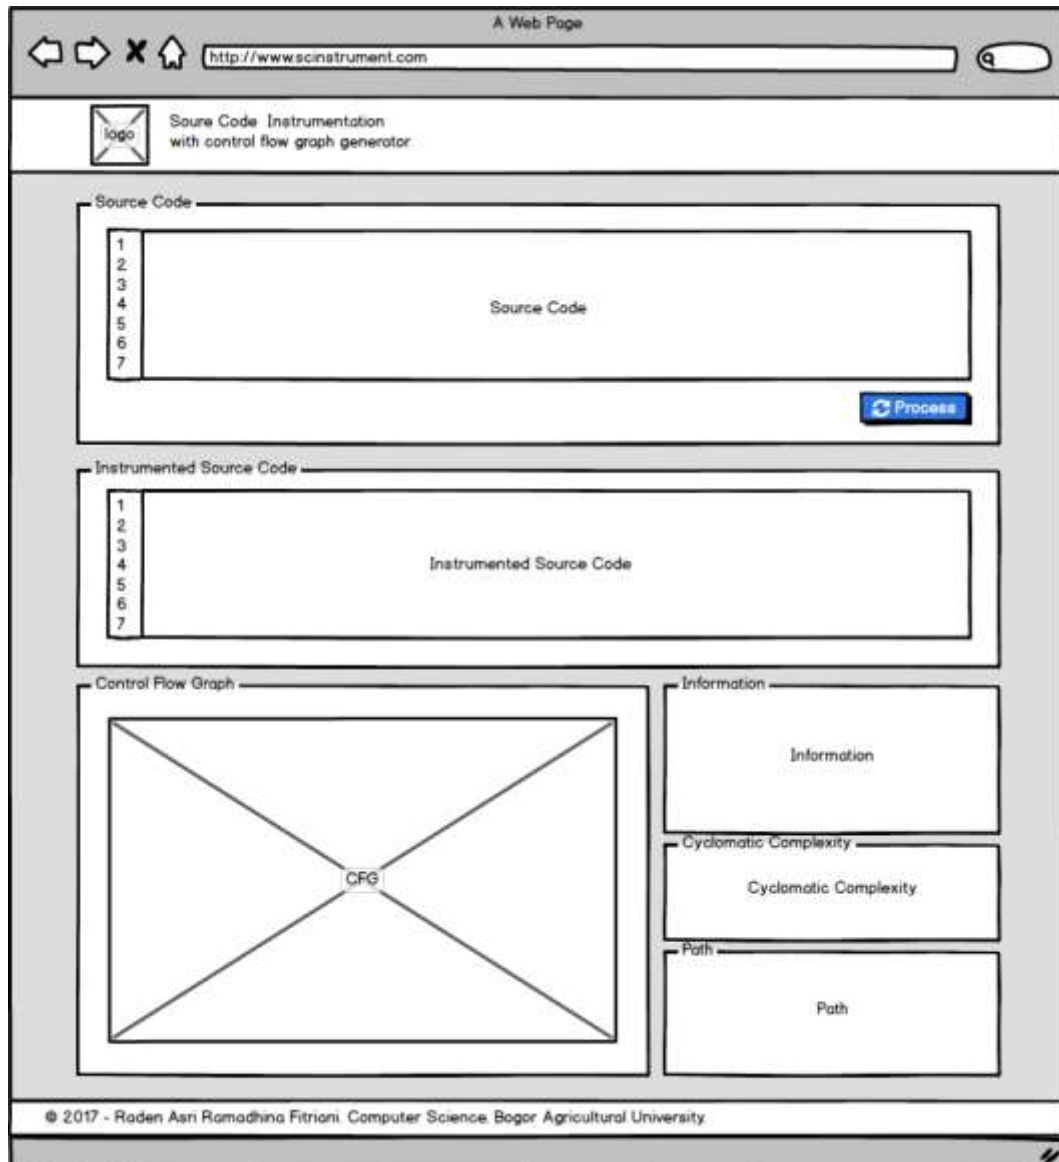 A Web Page
http://www.scinstrument.com
logo
Soure Code Instrumentation
with control flow graph generator
Source Code
1
2
3
4
5
6
7
Source Code
Process
Instrumented Source Code
1
2
3
4
5
6
7
Instrumented Source Code
Control Flow Graph
CFG
Information
Information
Cyclomatic Complexity
Cyclomatic Complexity
Path
Path
© 2017 - Raden Asri Ramadhina Fitriani. Computer Science. Bogor Agricultural University.